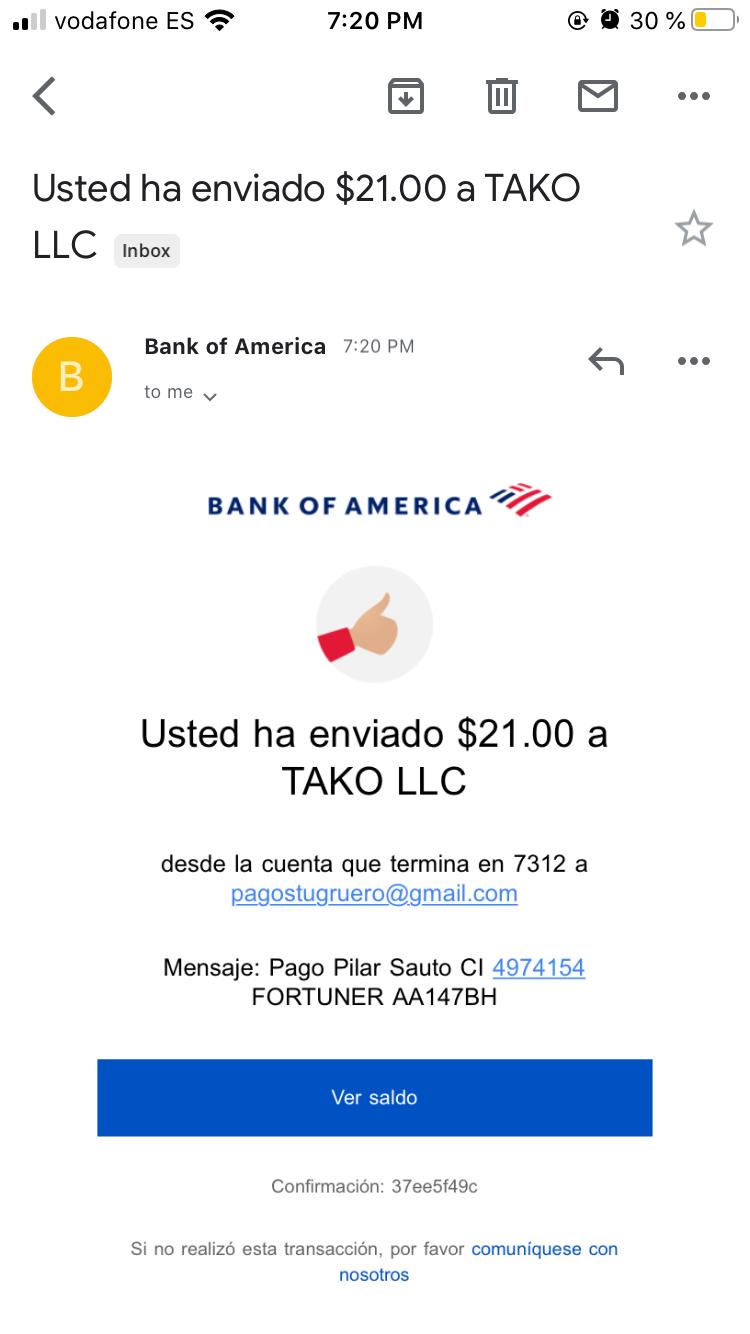 vodafone ES 7:20 PM 30 %
Usted ha enviado $21.00 a TAKO
LLC Inbox
B
Bank of America 7:20 PM
to me
BANK OF AMERICA
Usted ha enviado $21.00 a
TAKO LLC
desde la cuenta que termina en 7312 a
pagostugruero@gmail.com
Mensaje: Pago Pilar Sauto CI 4974154
FORTUNER AA147BH
Ver saldo
Confirmación: 37ee5f49c
Si no realizó esta transacción, por favor comuníquese con
nosotros